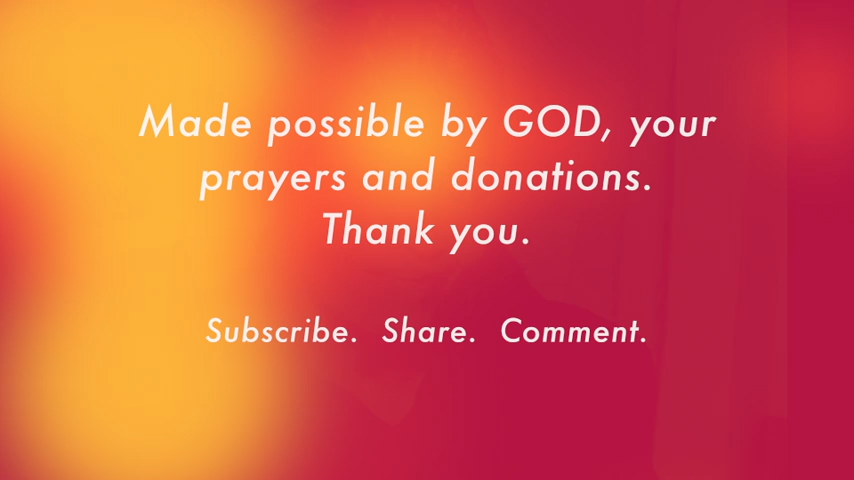 Made possible by GOD, your
prayers and donations.
Thank you.
Subscribe. Share. Comment.